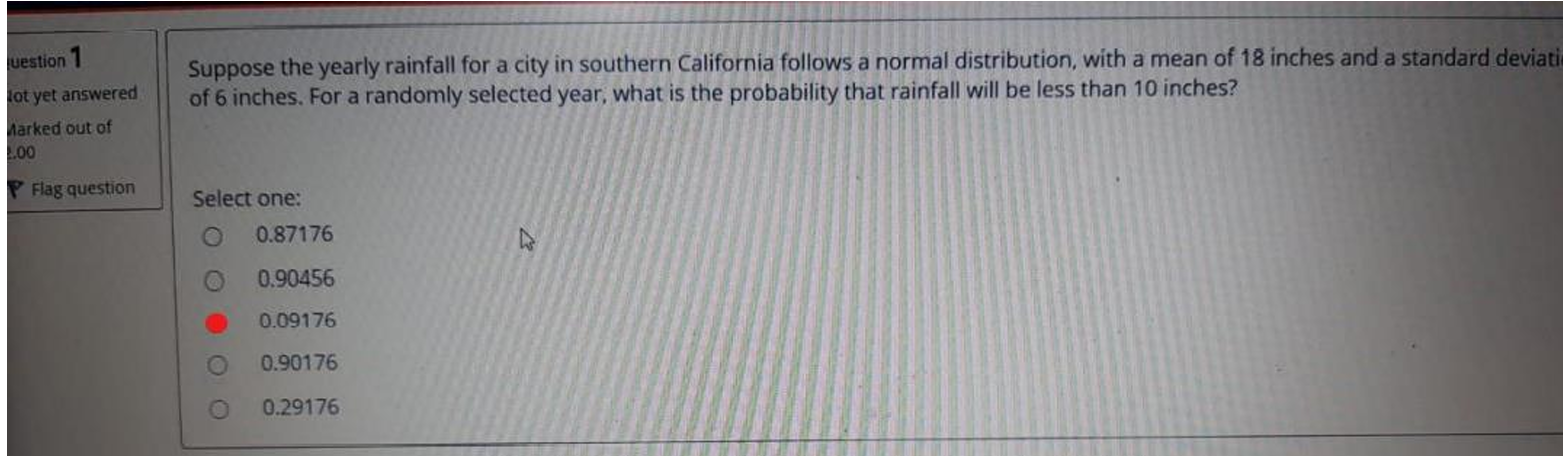 uestion 1
Not yet answered
Marked out of
2.00
Flag question
Suppose the yearly rainfall for a city in southern California follows a normal distribution, with a mean of 18 inches and a standard deviati
of 6 inches. For a randomly selected year, what is the probability that rainfall will be less than 10 inches?
Select one:
0.87176
0.90456
0.09176
0.90176
0.29176